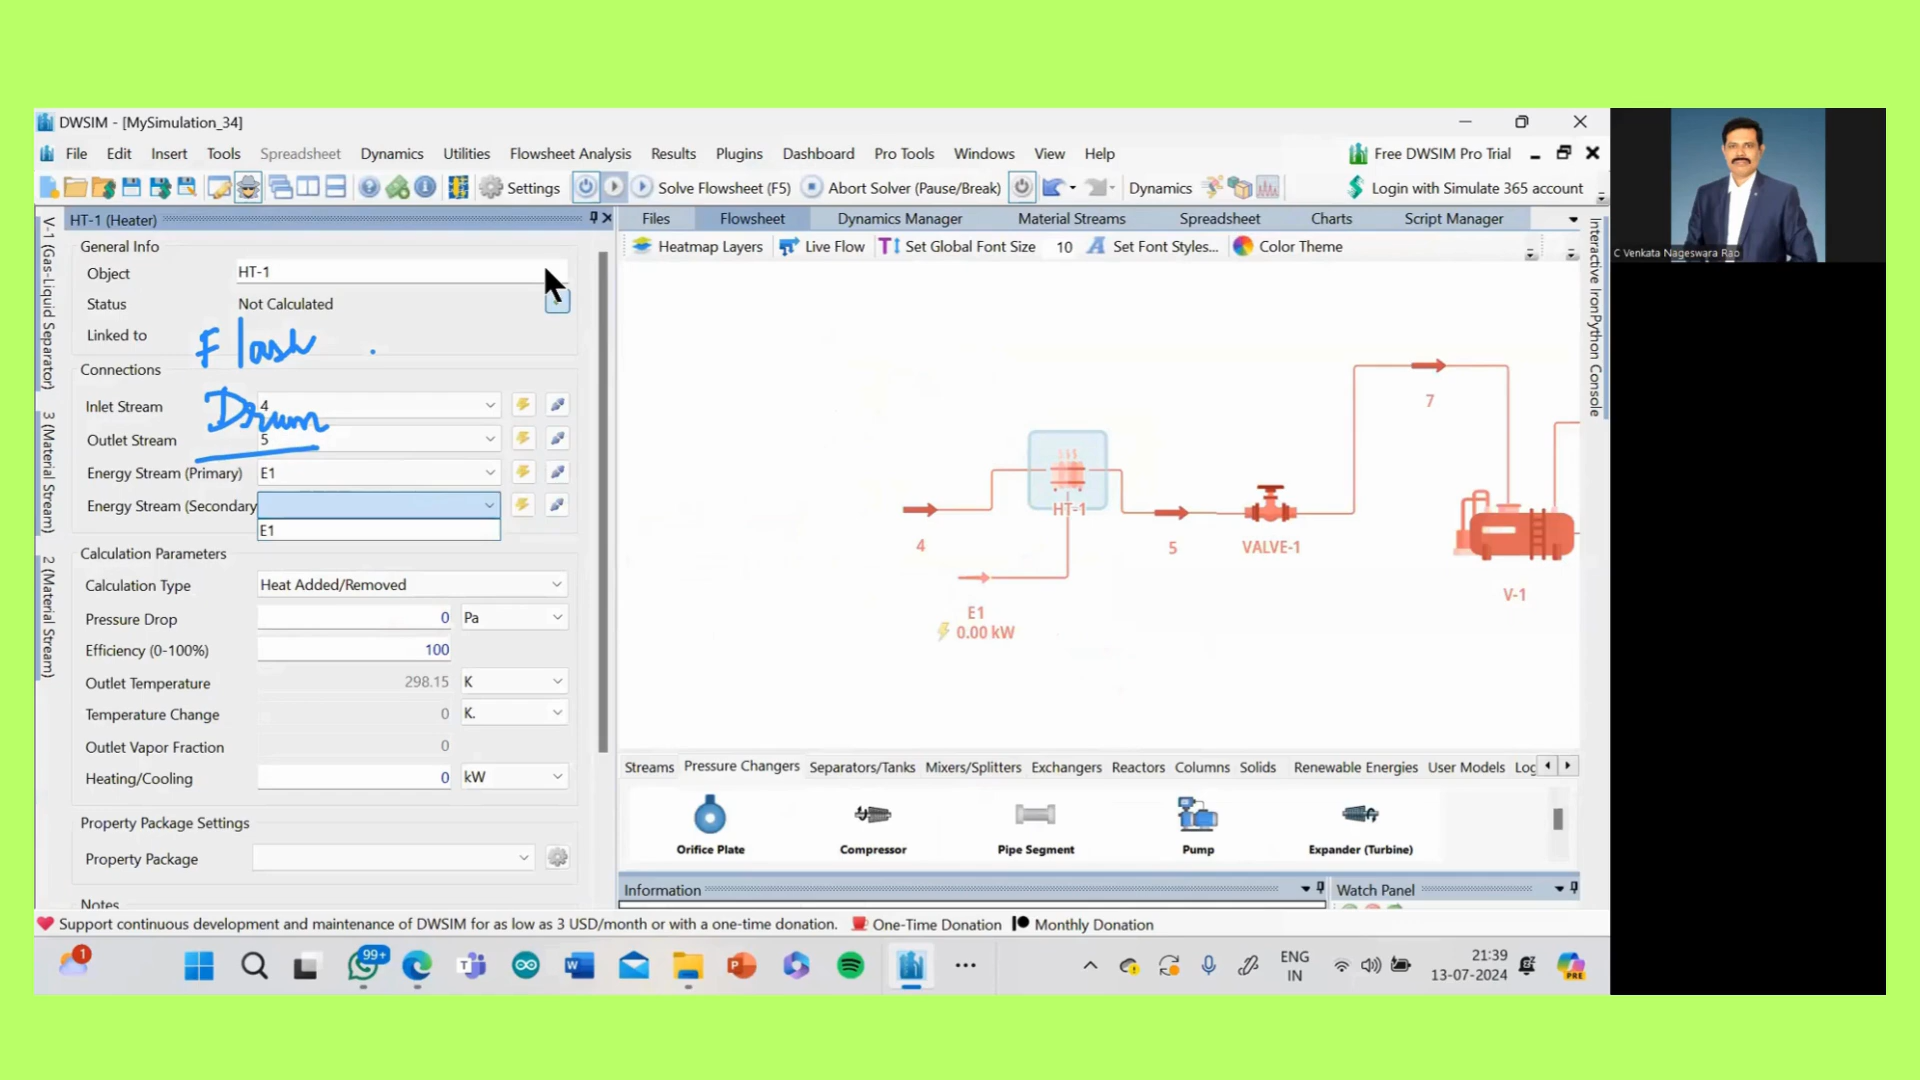 DWSIM - [MySimulation_34]
File Edit Insert Tools Spreadsheet Dynamics Utilities Flowsheet Analysis Results Plugins Dashboard Pro Tools Windows View Help Free DWSIM Pro Trial
Settings Solve Flowsheet (F5) Abort Solver (Pause/Break) Dynamics Login with Simulate 365 account
HT-1 (Heater)
Files Flowsheet Dynamics Manager Material Streams Spreadsheet Charts Script Manager
Heatmap Layers Live Flow Set Global Font Size 10 Set Font Styles... Color Theme
V-1 (Gas-Liquid Separator)
3 (Material Stream)
2 (Material Stream)
General Info
Object HT-1
Status Not Calculated
Linked to
Flash
Connections
Drum
Inlet Stream 4
Outlet Stream 5
Energy Stream (Primary) E1
Energy Stream (Secondary
E1
Calculation Parameters
Calculation Type Heat Added/Removed
Pressure Drop 0 Pa
Efficiency (0-100%) 100
Outlet Temperature 298.15 K
Temperature Change 0 K.
Outlet Vapor Fraction 0
Heating/Cooling 0 kW
Property Package Settings
Property Package
Notes
7
HT-1
4
5
VALVE-1
V-1
E1
0.00 kW
Interactive IronPython Console
Streams Pressure Changers Separators/Tanks Mixers/Splitters Exchangers Reactors Columns Solids Renewable Energies User Models Log
Orifice Plate Compressor Pipe Segment Pump Expander (Turbine)
Information Watch Panel
Support continuous development and maintenance of DWSIM for as low as 3 USD/month or with a one-time donation. One-Time Donation Monthly Donation
1
99+
ENG
IN
21:39
13-07-2024
PRE
C Venkata Nageswara Rao